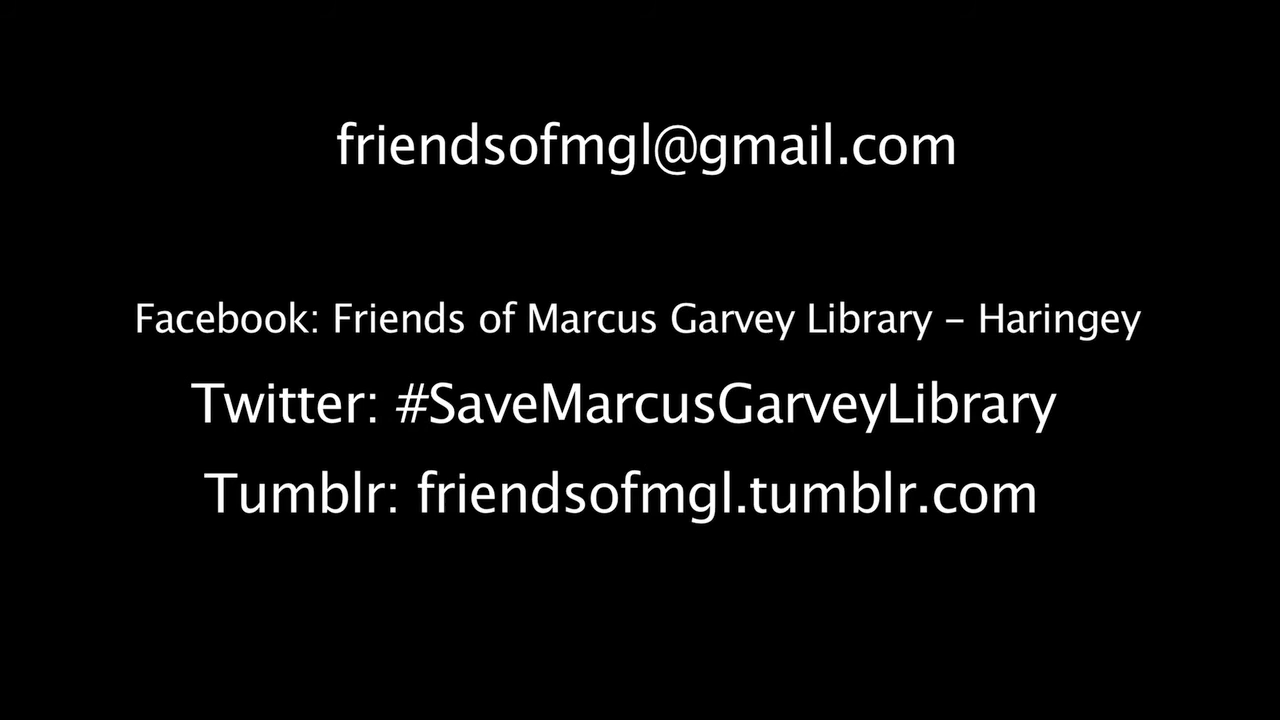 friendsofmgl@gmail.com
Facebook: Friends of Marcus Garvey Library – Haringey
Twitter: #SaveMarcusGarveyLibrary
Tumblr: friendsofmgl.tumblr.com